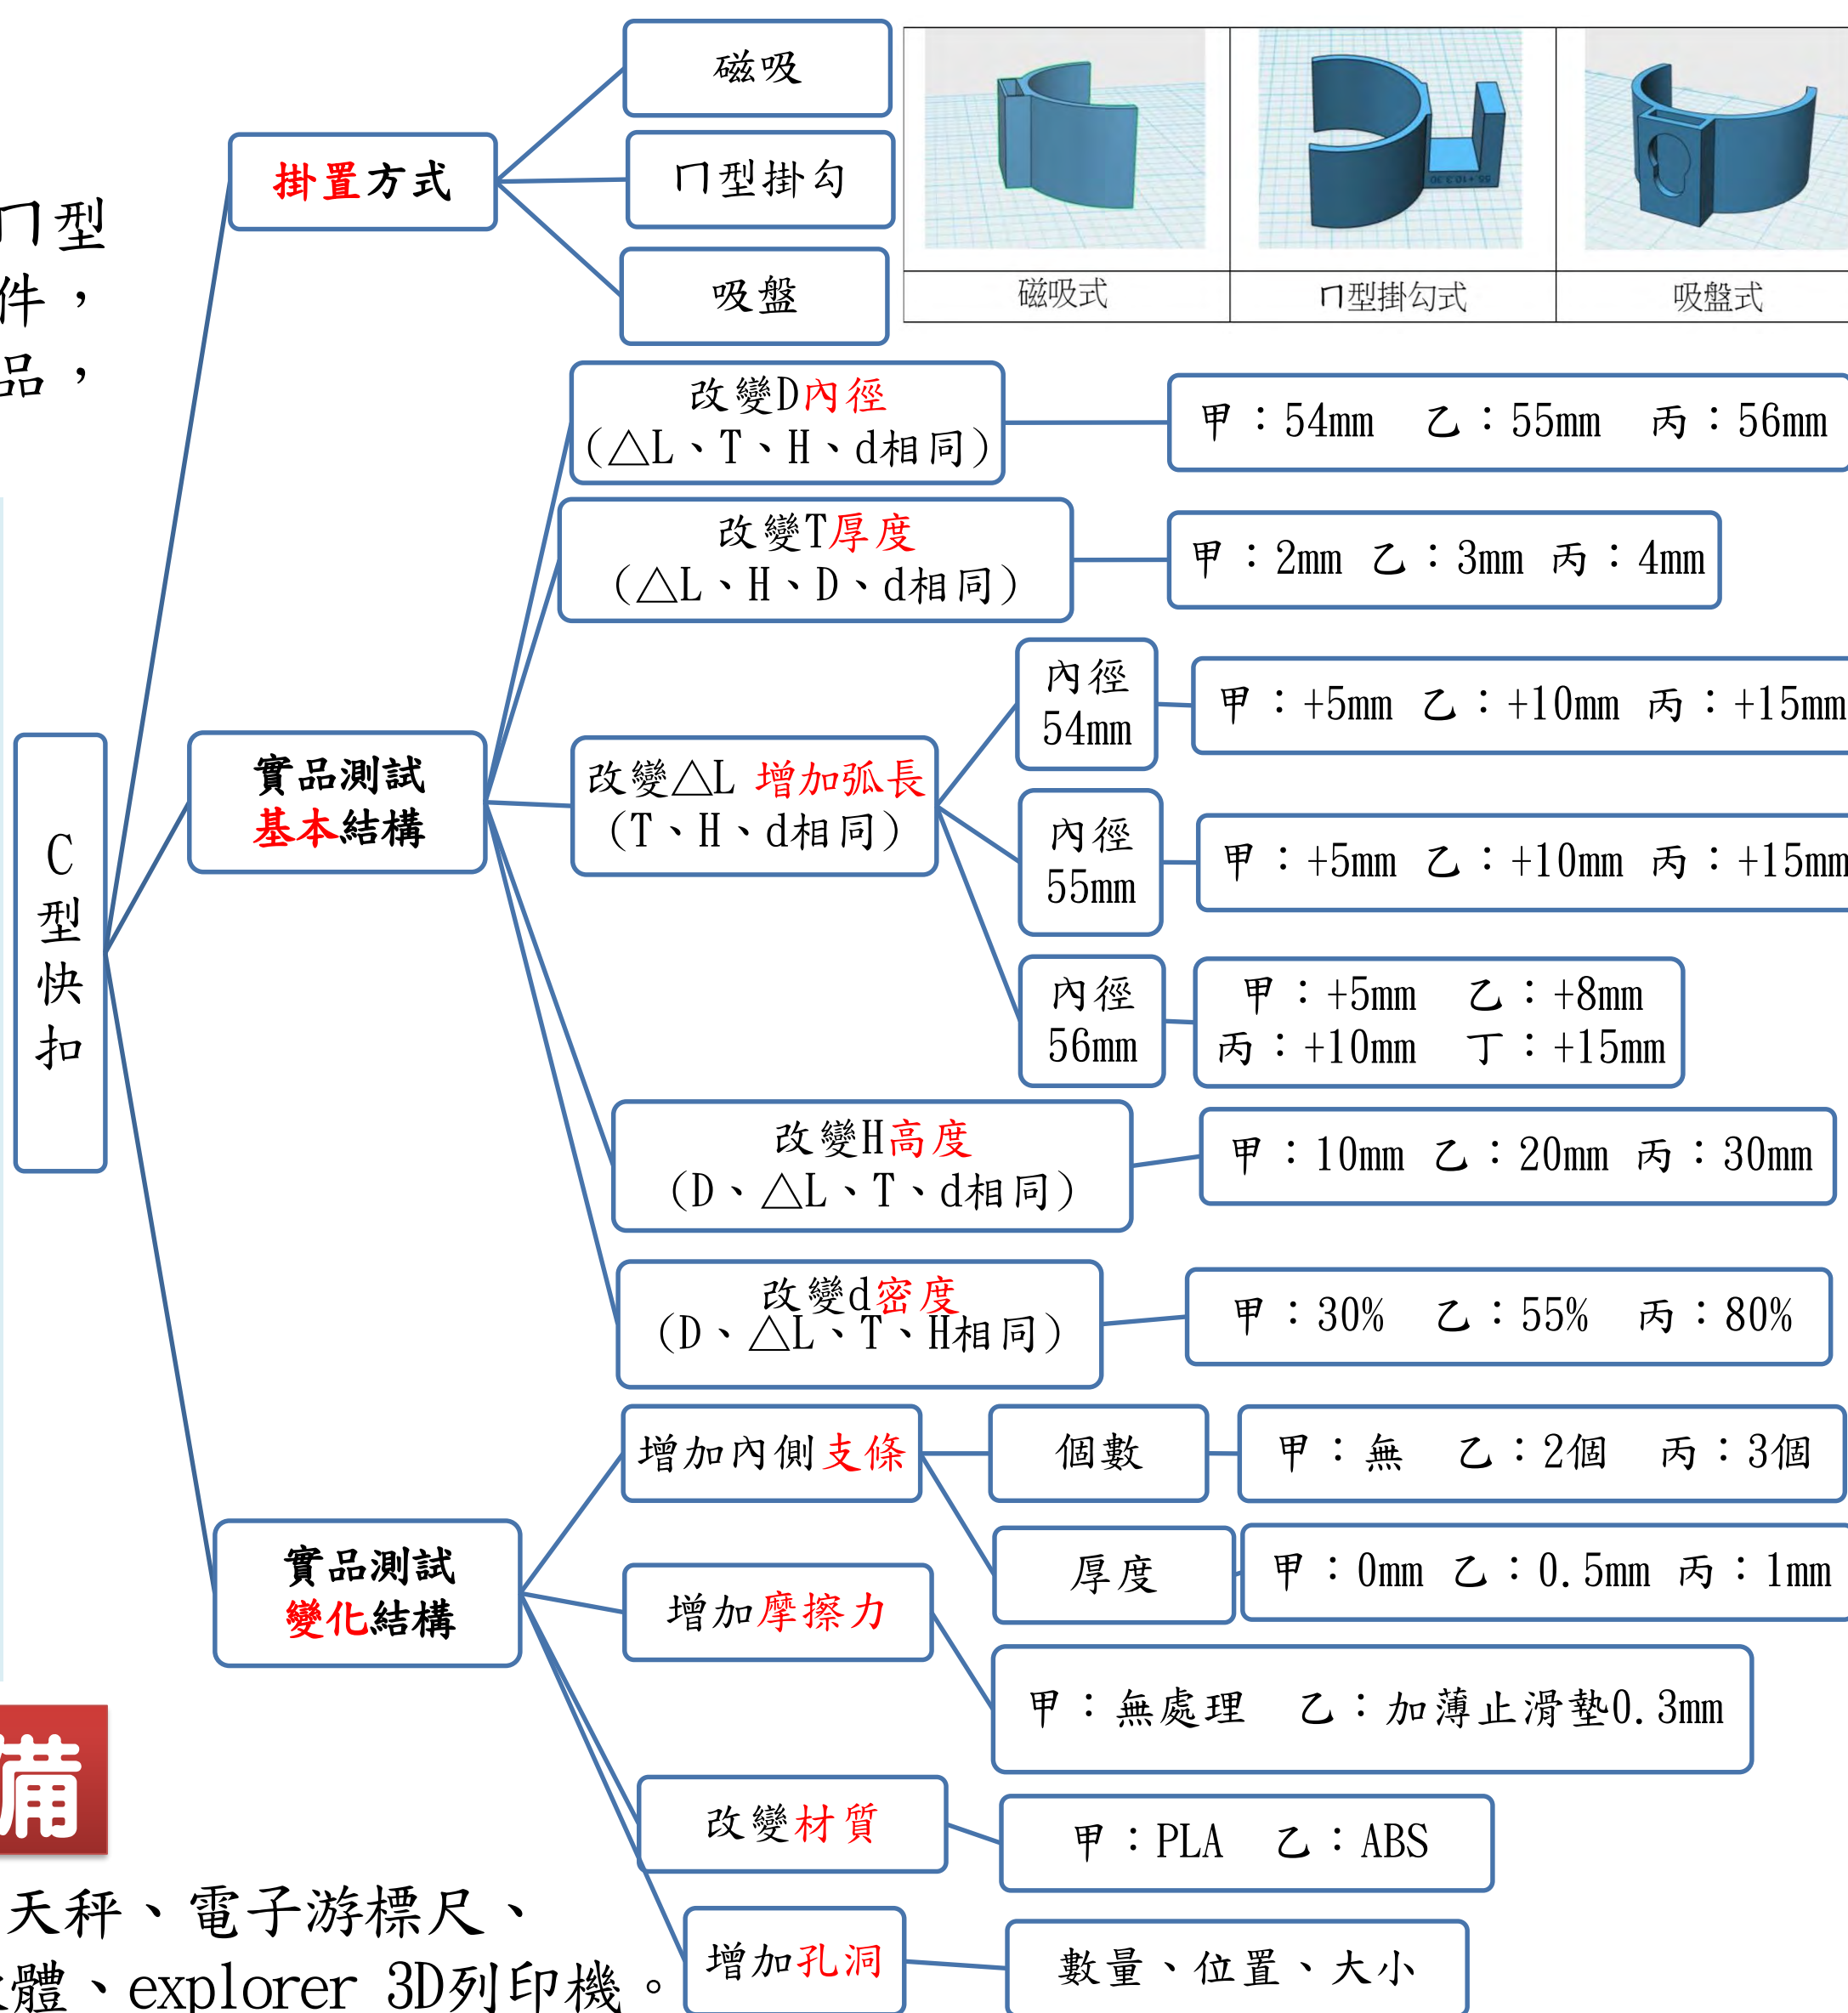 冂型
件，
品，
C
型
快
扣
掛置方式
磁吸
冂型掛勾
吸盤
磁吸式
冂型掛勾式
吸盤式
實品測試
基本結構
改變D內徑
(△L、T、H、d相同)
甲：54mm 乙：55mm 丙：56mm
改變T厚度
(△L、H、D、d相同)
甲：2mm 乙：3mm 丙：4mm
改變△L 增加弧長
(T、H、d相同)
內徑
54mm
甲：+5mm 乙：+10mm 丙：+15mm
內徑
55mm
甲：+5mm 乙：+10mm 丙：+15mm
內徑
56mm
甲：+5mm 乙：+8mm
丙：+10mm 丁：+15mm
改變H高度
(D、△L、T、d相同)
甲：10mm 乙：20mm 丙：30mm
改變d密度
(D、△L、T、H相同)
甲：30% 乙：55% 丙：80%
實品測試
變化結構
增加內側支條
個數
甲：無 乙：2個 丙：3個
厚度
甲：0mm 乙：0.5mm 丙：1mm
增加摩擦力
甲：無處理 乙：加薄止滑墊0.3mm
改變材質
甲：PLA 乙：ABS
增加孔洞
數量、位置、大小
備
天秤、電子游標尺、
體、explorer 3D列印機。